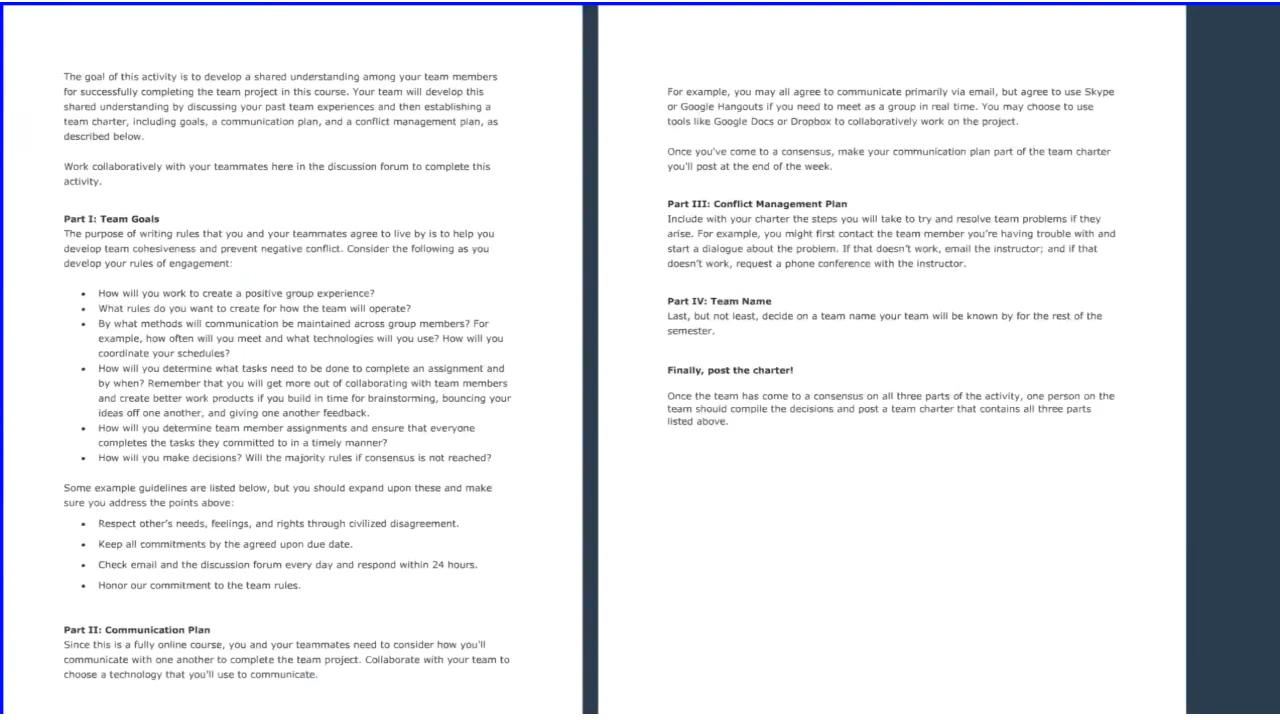 The goal of this activity is to develop a shared understanding among your team members
for successfully completing the team project in this course. Your team will develop this
shared understanding by discussing your past team experiences and then establishing a
team charter, including goals, a communication plan, and a conflict management plan, as
described below.
Work collaboratively with your teammates here in the discussion forum to complete this
activity.
Part I: Team Goals
The purpose of writing rules that you and your teammates agree to live by is to help you
develop team cohesiveness and prevent negative conflict. Consider the following as you
develop your rules of engagement:
• How will you work to create a positive group experience?
• What rules do you want to create for how the team will operate?
• By what methods will communication be maintained across group members? For
example, how often will you meet and what technologies will you use? How will you
coordinate your schedules?
• How will you determine what tasks need to be done to complete an assignment and
by when? Remember that you will get more out of collaborating with team members
and create better work products if you build in time for brainstorming, bouncing your
ideas off one another, and giving one another feedback.
• How will you determine team member assignments and ensure that everyone
completes the tasks they committed to in a timely manner?
• How will you make decisions? Will the majority rules if consensus is not reached?
Some example guidelines are listed below, but you should expand upon these and make
sure you address the points above:
• Respect other's needs, feelings, and rights through civilized disagreement.
• Keep all commitments by the agreed upon due date.
• Check email and the discussion forum every day and respond within 24 hours.
• Honor our commitment to the team rules.
Part II: Communication Plan
Since this is a fully online course, you and your teammates need to consider how you'll
communicate with one another to complete the team project. Collaborate with your team to
choose a technology that you'll use to communicate.
For example, you may all agree to communicate primarily via email, but agree to use Skype
or Google Hangouts if you need to meet as a group in real time. You may choose to use
tools like Google Docs or Dropbox to collaboratively work on the project.
Once you've come to a consensus, make your communication plan part of the team charter
you'll post at the end of the week.
Part III: Conflict Management Plan
Include with your charter the steps you will take to try and resolve team problems if they
arise. For example, you might first contact the team member you're having trouble with and
start a dialogue about the problem. If that doesn't work, email the instructor; and if that
doesn't work, request a phone conference with the instructor.
Part IV: Team Name
Last, but not least, decide on a team name your team will be known by for the rest of the
semester.
Finally, post the charter!
Once the team has come to a consensus on all three parts of the activity, one person on the
team should compile the decisions and post a team charter that contains all three parts
listed above.